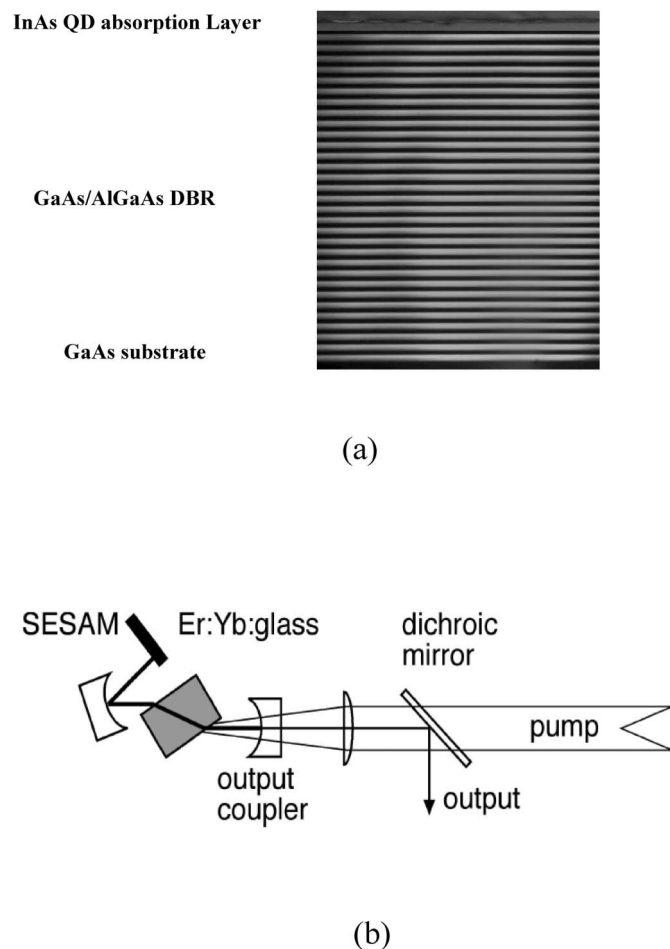 InAs QD absorption Layer
GaAs/AlGaAs DBR
GaAs substrate
(a)
SESAM
Er:Yb:glass
dichroic
mirror
pump
output
coupler
output
(b)